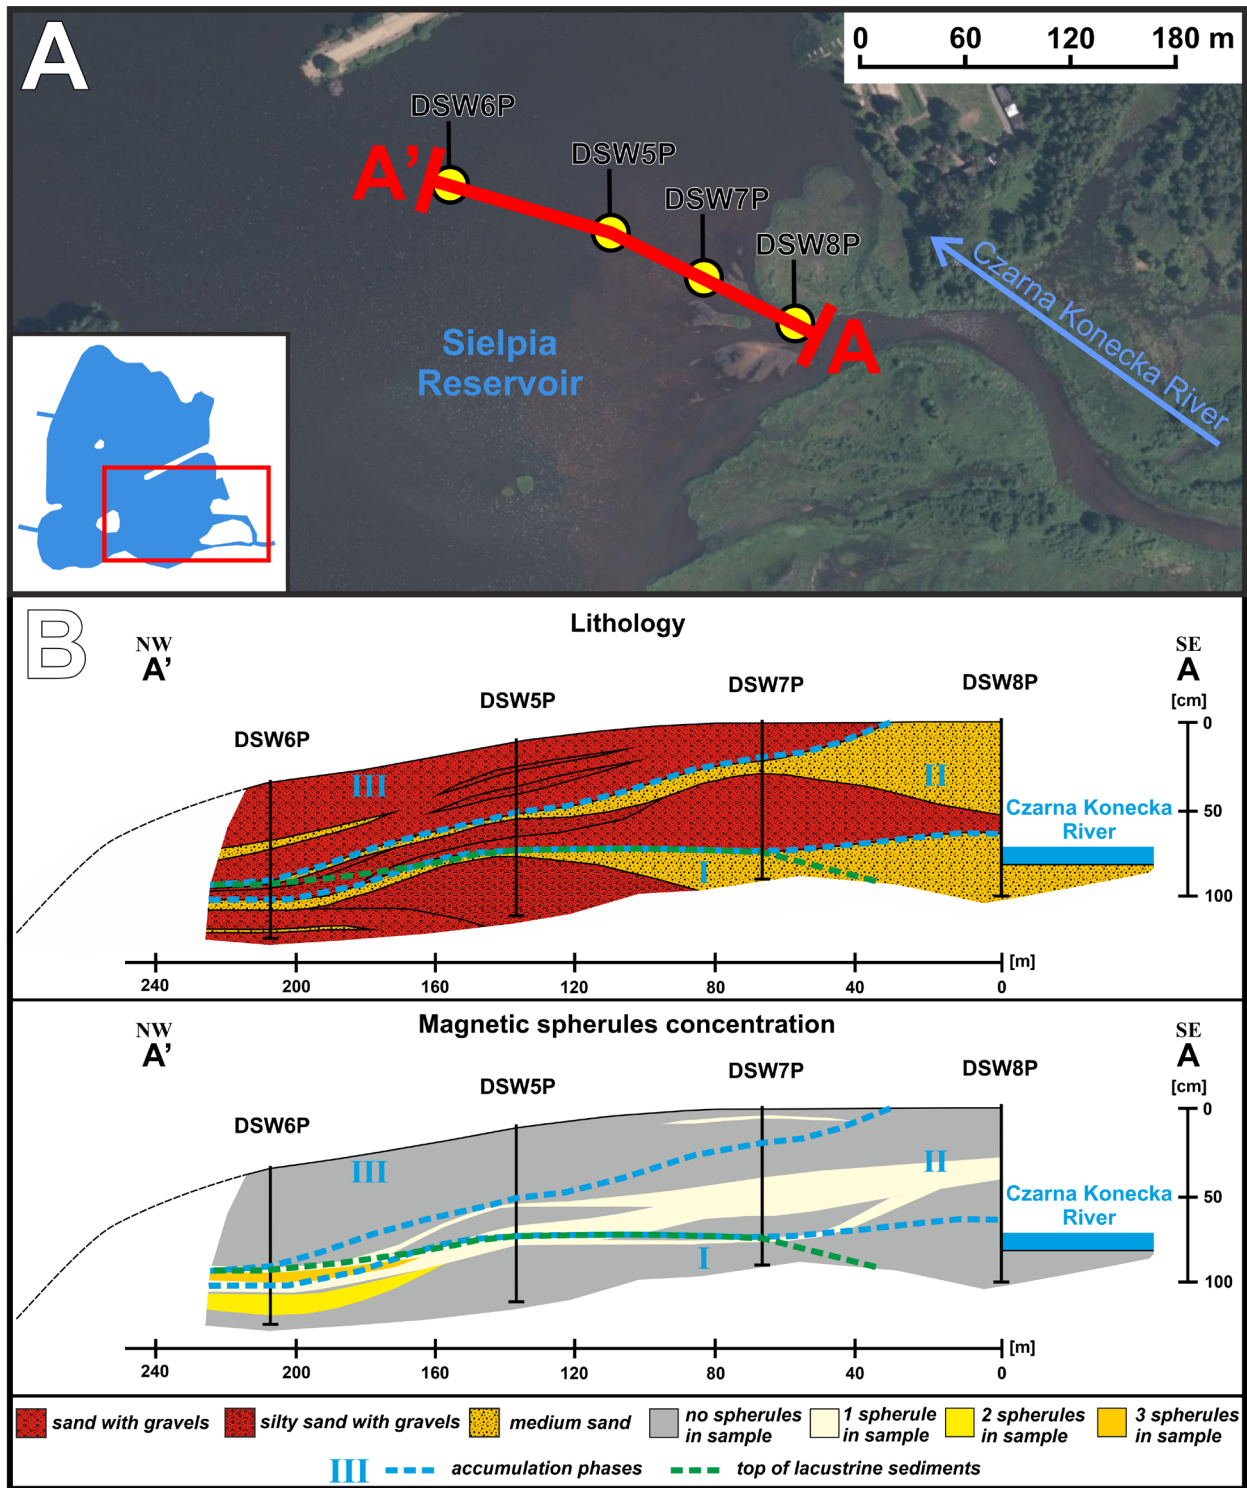 A
0 60 120 180 m
DSW6P
DSW5P
DSW7P
DSW8P
A’
A
Czarna Konecka River
Sielpia
Reservoir
B
Lithology
NW
A’
SE
A
[cm]
DSW6P
DSW5P
DSW7P
DSW8P
0
50
100
III
II
I
Czarna Konecka
River
240 200 160 120 80 40 0 [m]
Magnetic spherules concentration
NW
A’
SE
A
[cm]
DSW6P
DSW5P
DSW7P
DSW8P
0
50
100
III
II
I
Czarna Konecka
River
240 200 160 120 80 40 0 [m]
sand with gravels
silty sand with gravels
medium sand
no spherules
in sample
1 spherule
in sample
2 spherules
in sample
3 spherules
in sample
III accumulation phases
top of lacustrine sediments